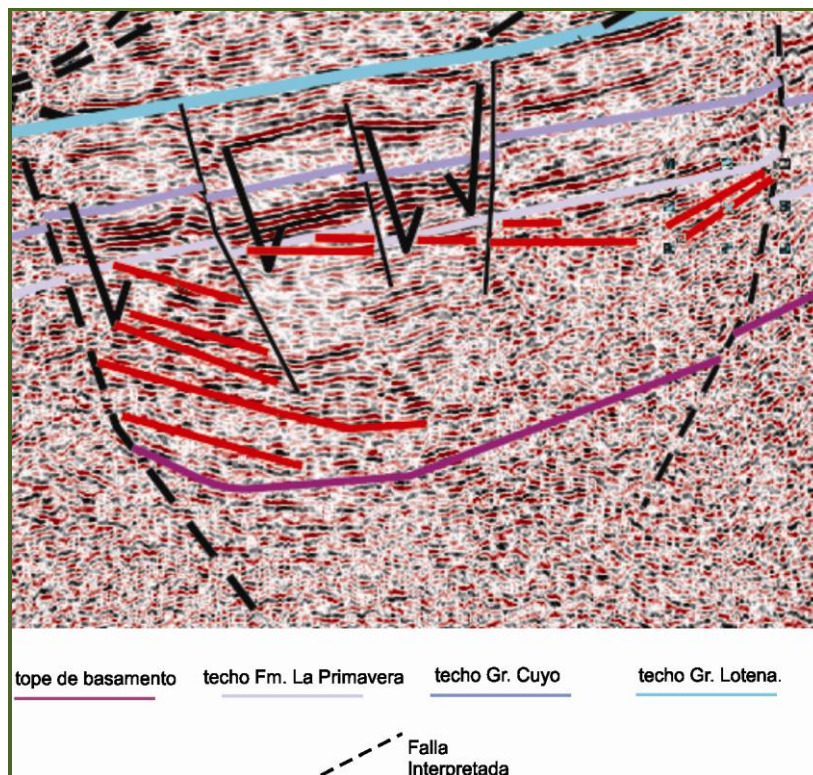 tope de basamento
techo Fm. La Primavera
techo Gr. Cuyo
techo Gr. Lotena.
Falla
Interpretada